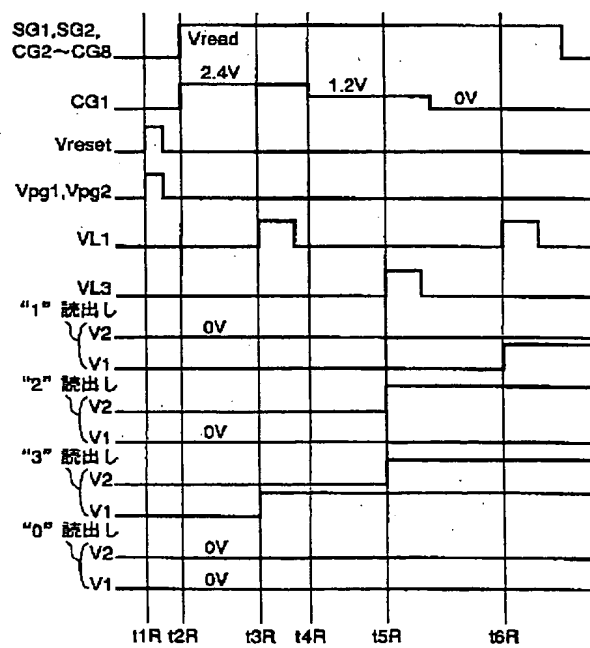 SG1,SG2,
CG2〜CG8
Vread
2.4V
1.2V
0V
CG1
Vreset
Vpg1,Vpg2
VL1
VL3
“1” 読出し
V2
0V
V1
“2” 読出し
V2
V1
0V
“3” 読出し
V2
V1
“0” 読出し
V2
0V
V1
0V
t1R t2R t3R t4R t5R t6R